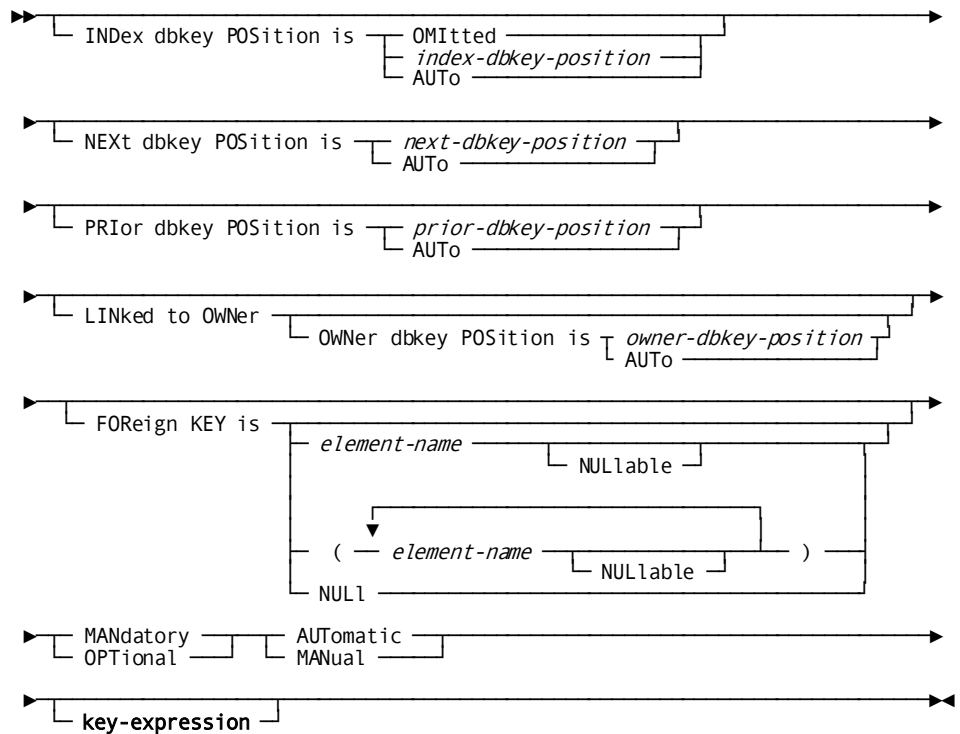 INDex dbkey POSition is OMItted
index-dbkey-position
AUTo
NEXt dbkey POSition is next-dbkey-position
AUTo
PRIor dbkey POSition is prior-dbkey-position
AUTo
LINked to OWNer
OWNer dbkey POSition is owner-dbkey-position
AUTo
FOReign KEY is
element-name
NULlable
( element-name )
NULlable
NULl
MANdatory AUTomatic
OPTional MANual
key-expression